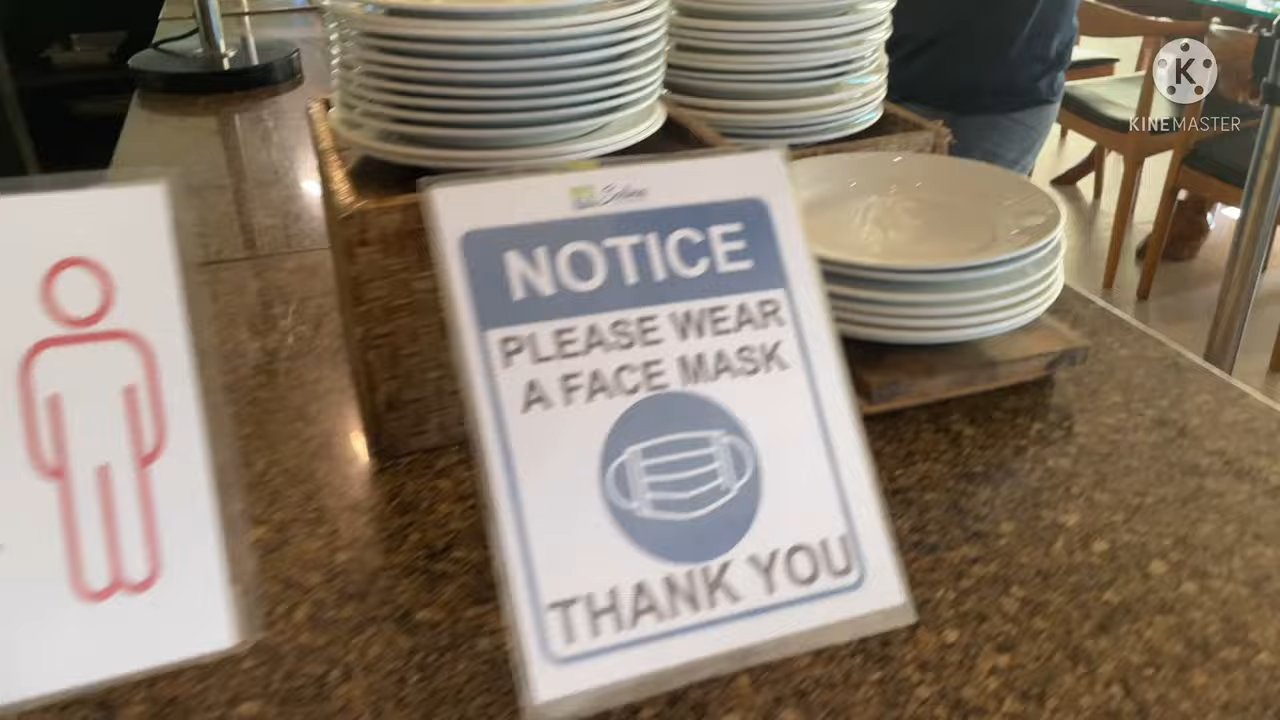 K
KINEMASTER
NOTICE
PLEASE WEAR
A FACE MASK
THANK YOU